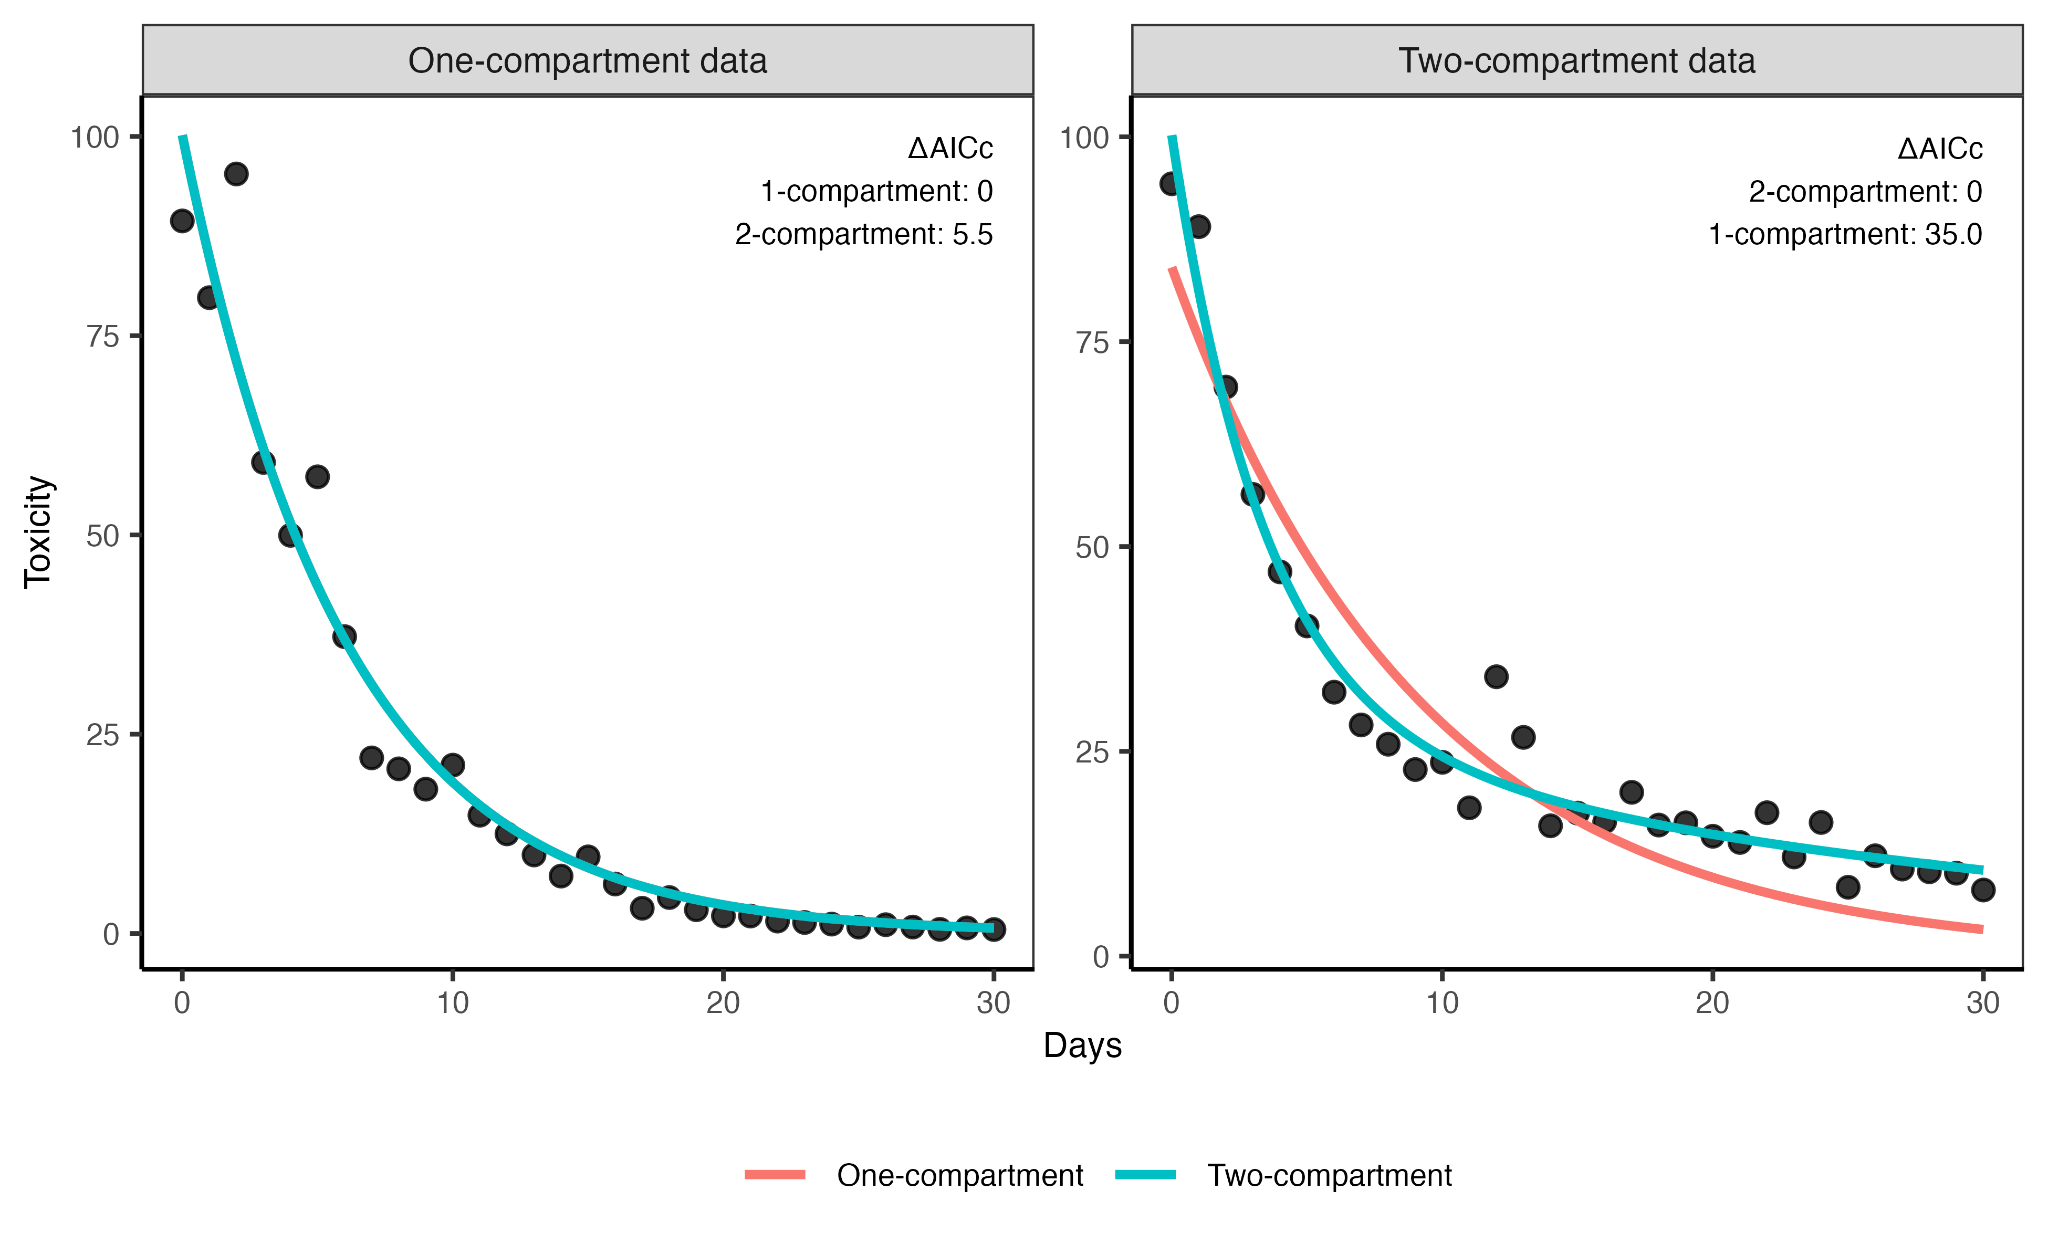 One-compartment data
ΔAICc
1-compartment: 0
2-compartment: 5.5
100
75
50
25
0
0 10 20 30
Two-compartment data
ΔAICc
2-compartment: 0
1-compartment: 35.0
100
75
50
25
0
0 10 20 30
Toxicity
Days
One-compartment Two-compartment